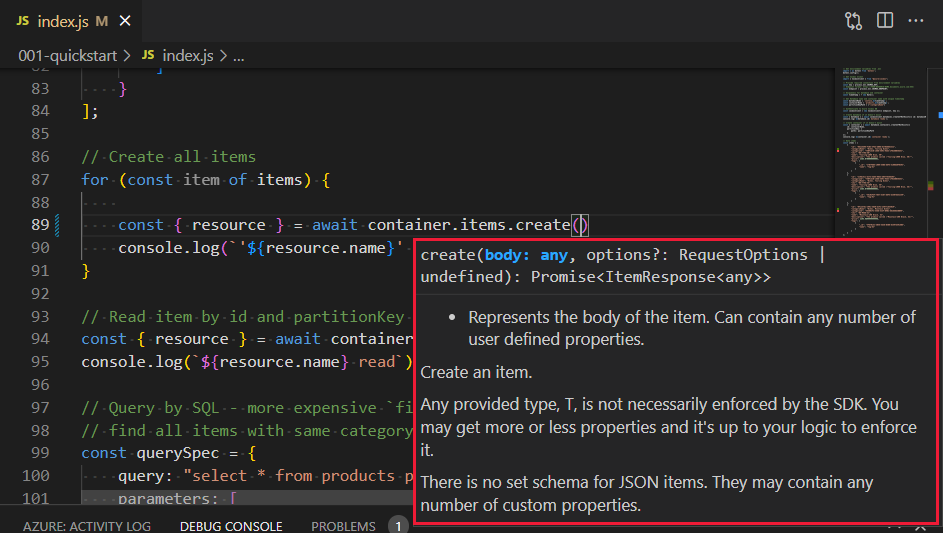 JS index.js M
001-quickstart > JS index.js > ...
82 ]
83 }
84 ];
85
86 // Create all items
87 for (const item of items) {
88
89 const { resource } = await container.items.create()
90 console.log(`'${resource.name}'
91 }
92
93 // Read item by id and partitionKey
94 const { resource } = await container
95 console.log(`${resource.name} read`)
96
97 // Query by SQL - more expensive `fi
98 // find all items with same category
99 const querySpec = {
100 query: "select * from products p
101 parameters: [
create(body: any, options?: RequestOptions |
undefined): Promise<ItemResponse<any>>
• Represents the body of the item. Can contain any number of
user defined properties.
Create an item.
Any provided type, T, is not necessarily enforced by the SDK. You
may get more or less properties and it's up to your logic to enforce
it.
There is no set schema for JSON items. They may contain any
number of custom properties.
AZURE: ACTIVITY LOG DEBUG CONSOLE PROBLEMS 1